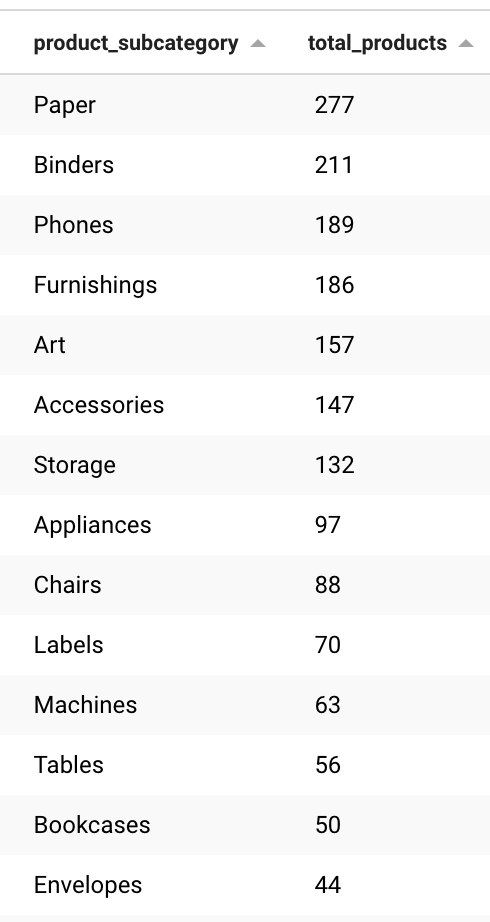 product_subcategory total_products
Paper 277
Binders 211
Phones 189
Furnishings 186
Art 157
Accessories 147
Storage 132
Appliances 97
Chairs 88
Labels 70
Machines 63
Tables 56
Bookcases 50
Envelopes 44